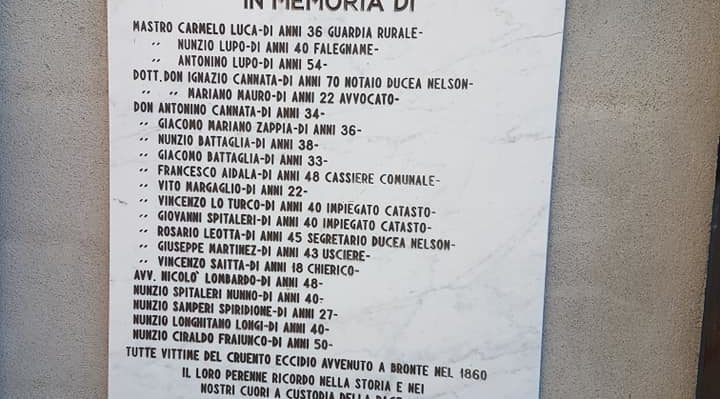 IN MEMORIA DI
MASTRO CARMELO LUCA-DI ANNI 36 GUARDIA RURALE-
,, NUNZIO LUPO-DI ANNI 40 FALEGNAME-
,, ANTONINO LUPO-DI ANNI 54-
DOTT. DON IGNAZIO CANNATA-DI ANNI 70 NOTAIO DUCEA NELSON-
,, ,, MARIANO MAURO-DI ANNI 22 AVVOCATO-
DON ANTONINO CANNATA-DI ANNI 34-
,, GIACOMO MARIANO ZAPPIA-DI ANNI 36-
,, NUNZIO BATTAGLIA-DI ANNI 38-
,, GIACOMO BATTAGLIA-DI ANNI 33-
,, FRANCESCO AIDALA-DI ANNI 48 CASSIERE COMUNALE-
,, VITO MARGAGLIO-DI ANNI 22-
,, VINCENZO LO TURCO-DI ANNI 40 IMPIEGATO CATASTO-
,, GIOVANNI SPITALERI-DI ANNI 40 IMPIEGATO CATASTO-
,, ROSARIO LEOTTA-DI ANNI 45 SEGRETARIO DUCEA NELSON-
,, GIUSEPPE MARTINEZ-DI ANNI 43 USCIERE-
,, VINCENZO SAITTA-DI ANNI 18 CHIERICO-
AVV. NICOLO' LOMBARDO-DI ANNI 48-
NUNZIO SPITALERI NUNNO-DI ANNI 40-
NUNZIO SAMPERI SPIRIDIONE-DI ANNI 27-
NUNZIO LONGHITANO LONGI-DI ANNI 40-
NUNZIO CIRALDO FRAIUNCO-DI ANNI 50-
TUTTE VITTIME DEL CRUENTO ECCIDIO AVVENUTO A BRONTE NEL 1860
IL LORO PERENNE RICORDO NELLA STORIA E NEI
NOSTRI CUORI A CUSTODIA DELLA PACE